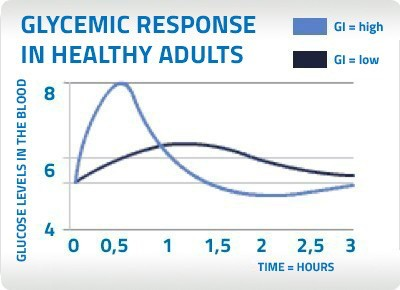 GLYCEMIC RESPONSE
IN HEALTHY ADULTS
GI = high
GI = low
GLUCOSE LEVELS IN THE BLOOD
8
6
4
0 0,5 1 1,5 2 2,5 3
TIME = HOURS